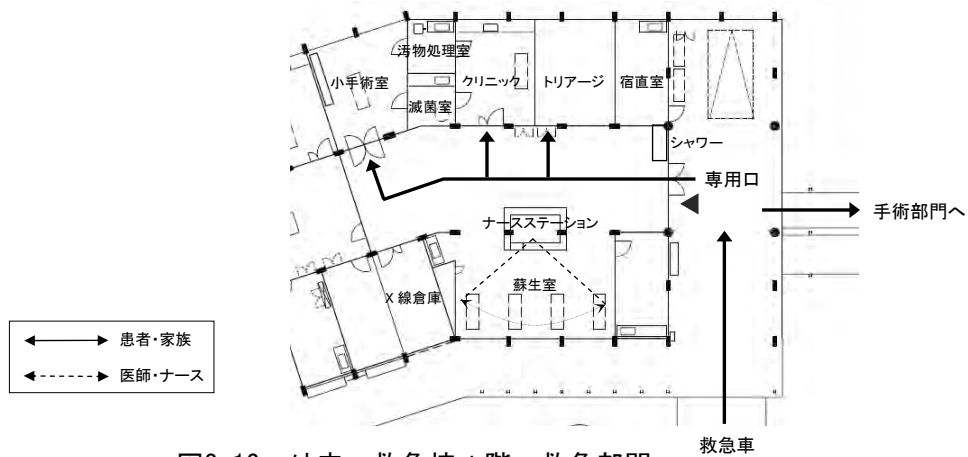 汚物処理室
小手術室
クリニック
トリアージ
宿直室
滅菌室
シャワー
専用口
手術部門へ
ナースステーション
蘇生室
X線倉庫
患者・家族
医師・ナース
救急車